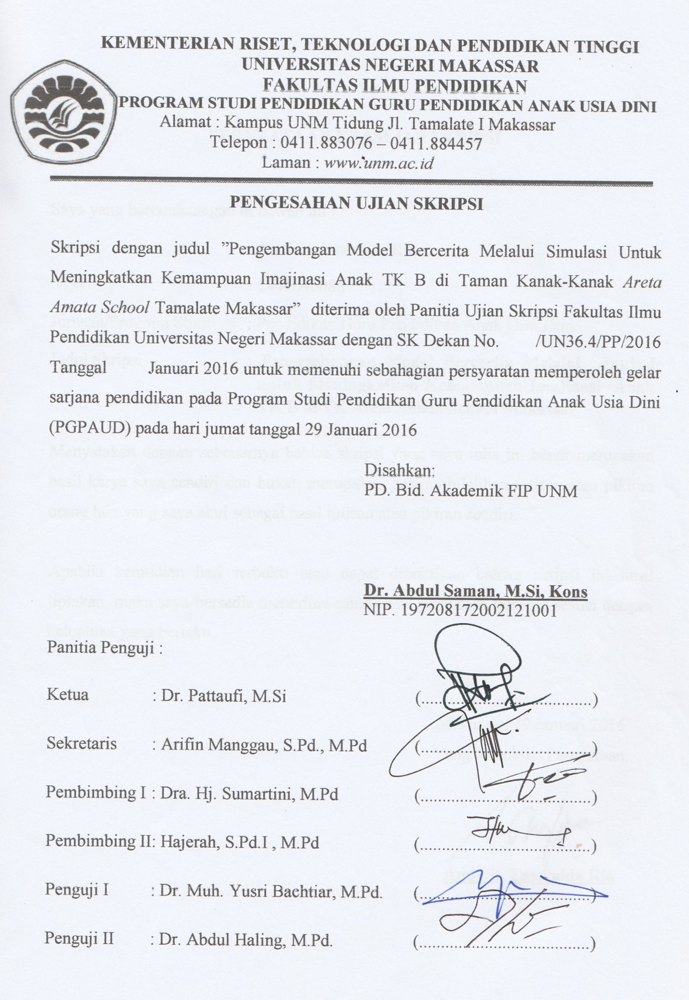 KEMENTERIAN RISET, TEKNOLOGI DAN PENDIDIKAN TINGGI
UNIVERSITAS NEGERI MAKASSAR
FAKULTAS ILMU PENDIDIKAN
PROGRAM STUDI PENDIDIKAN GURU PENDIDIKAN ANAK USIA DINI
Alamat : Kampus UNM Tidung Jl. Tamalate I Makassar
Telepon : 0411.883076 – 0411.884457
Laman : www.unm.ac.id
PENGESAHAN UJIAN SKRIPSI
Skripsi dengan judul ”Pengembangan Model Bercerita Melalui Simulasi Untuk
Meningkatkan Kemampuan Imajinasi Anak TK B di Taman Kanak-Kanak Areta
Amata School Tamalate Makassar” diterima oleh Panitia Ujian Skripsi Fakultas Ilmu
Pendidikan Universitas Negeri Makassar dengan SK Dekan No. /UN36.4/PP/2016
Tanggal Januari 2016 untuk memenuhi sebahagian persyaratan memperoleh gelar
sarjana pendidikan pada Program Studi Pendidikan Guru Pendidikan Anak Usia Dini
(PGPAUD) pada hari jumat tanggal 29 Januari 2016
Disahkan:
PD. Bid. Akademik FIP UNM
Dr. Abdul Saman, M.Si, Kons
NIP. 197208172002121001
Panitia Penguji :
Ketua : Dr. Pattaufi, M.Si (........................................)
Sekretaris : Arifin Manggau, S.Pd., M.Pd (........................................)
Pembimbing I : Dra. Hj. Sumartini, M.Pd (........................................)
Pembimbing II: Hajerah, S.Pd.I , M.Pd (........................................)
Penguji I : Dr. Muh. Yusri Bachtiar, M.Pd. (........................................)
Penguji II : Dr. Abdul Haling, M.Pd. (........................................)